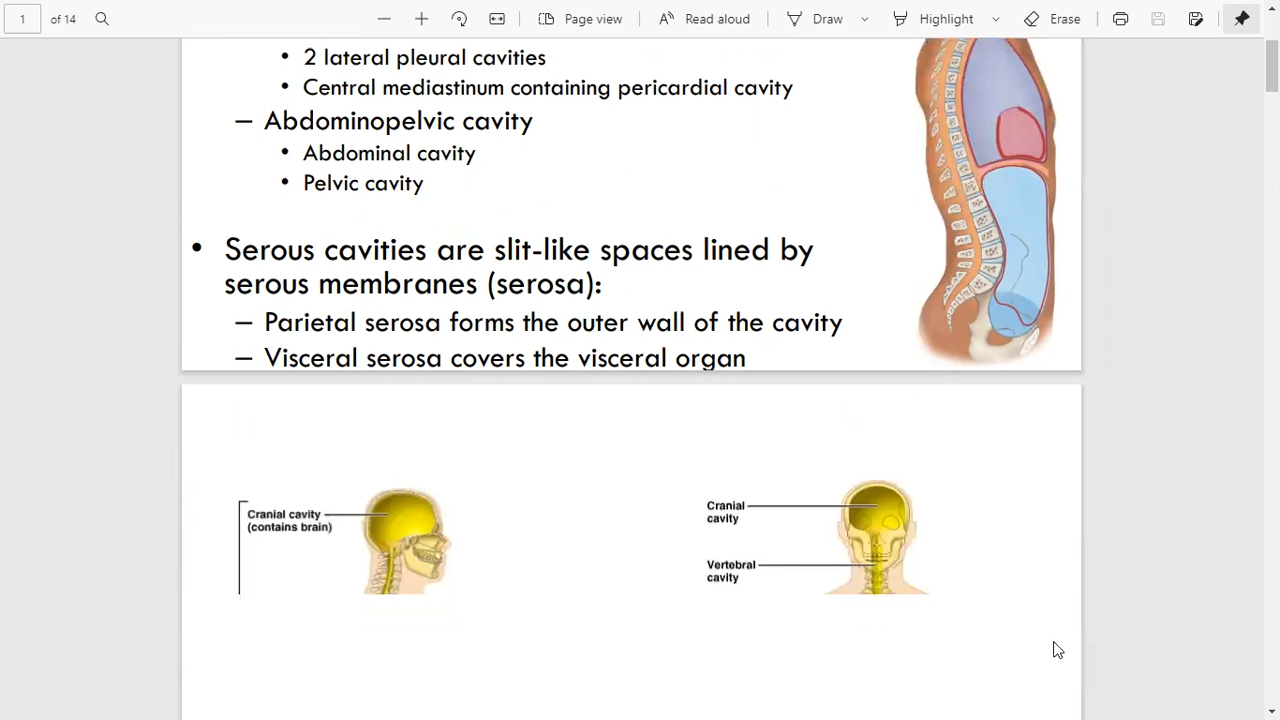 1 of 14 Page view Read aloud Draw Highlight Erase
• 2 lateral pleural cavities
• Central mediastinum containing pericardial cavity
– Abdominopelvic cavity
• Abdominal cavity
• Pelvic cavity
• Serous cavities are slit-like spaces lined by
serous membranes (serosa):
– Parietal serosa forms the outer wall of the cavity
– Visceral serosa covers the visceral organ
Cranial cavity
(contains brain)
Cranial
cavity
Vertebral
cavity